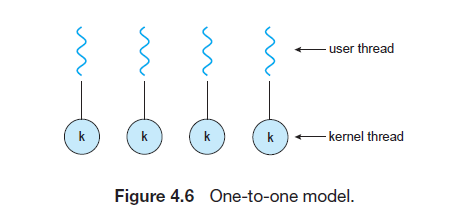 user thread
k k k k kernel thread
Figure 4.6 One-to-one model.